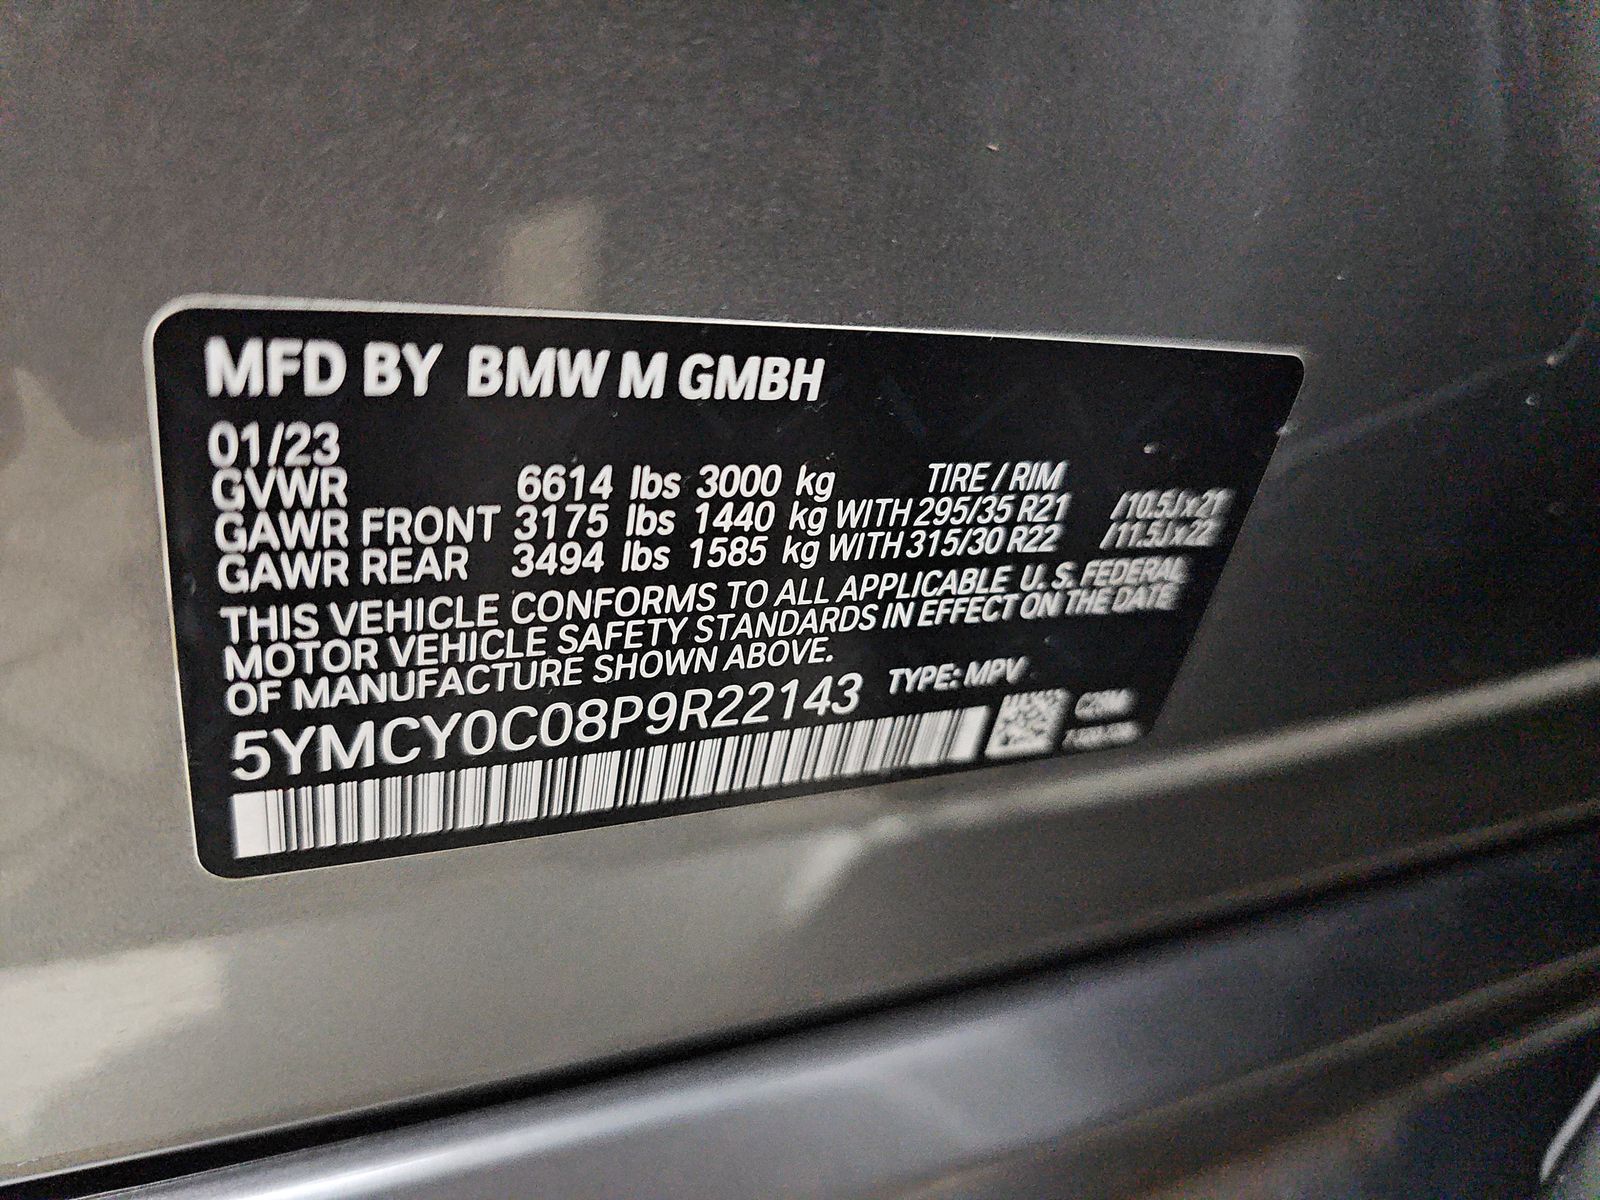 MFD BY BMW M GMBH
01/23
GVWR 6614 lbs 3000 kg TIRE / RIM
GAWR FRONT 3175 lbs 1440 kg WITH 295/35 R21 /10.5Jx21
GAWR REAR 3494 lbs 1585 kg WITH 315/30 R22 /11.5Jx22
THIS VEHICLE CONFORMS TO ALL APPLICABLE U. S. FEDERAL
MOTOR VEHICLE SAFETY STANDARDS IN EFFECT ON THE DATE
OF MANUFACTURE SHOWN ABOVE.
5YMCY0C08P9R22143 TYPE: MPV